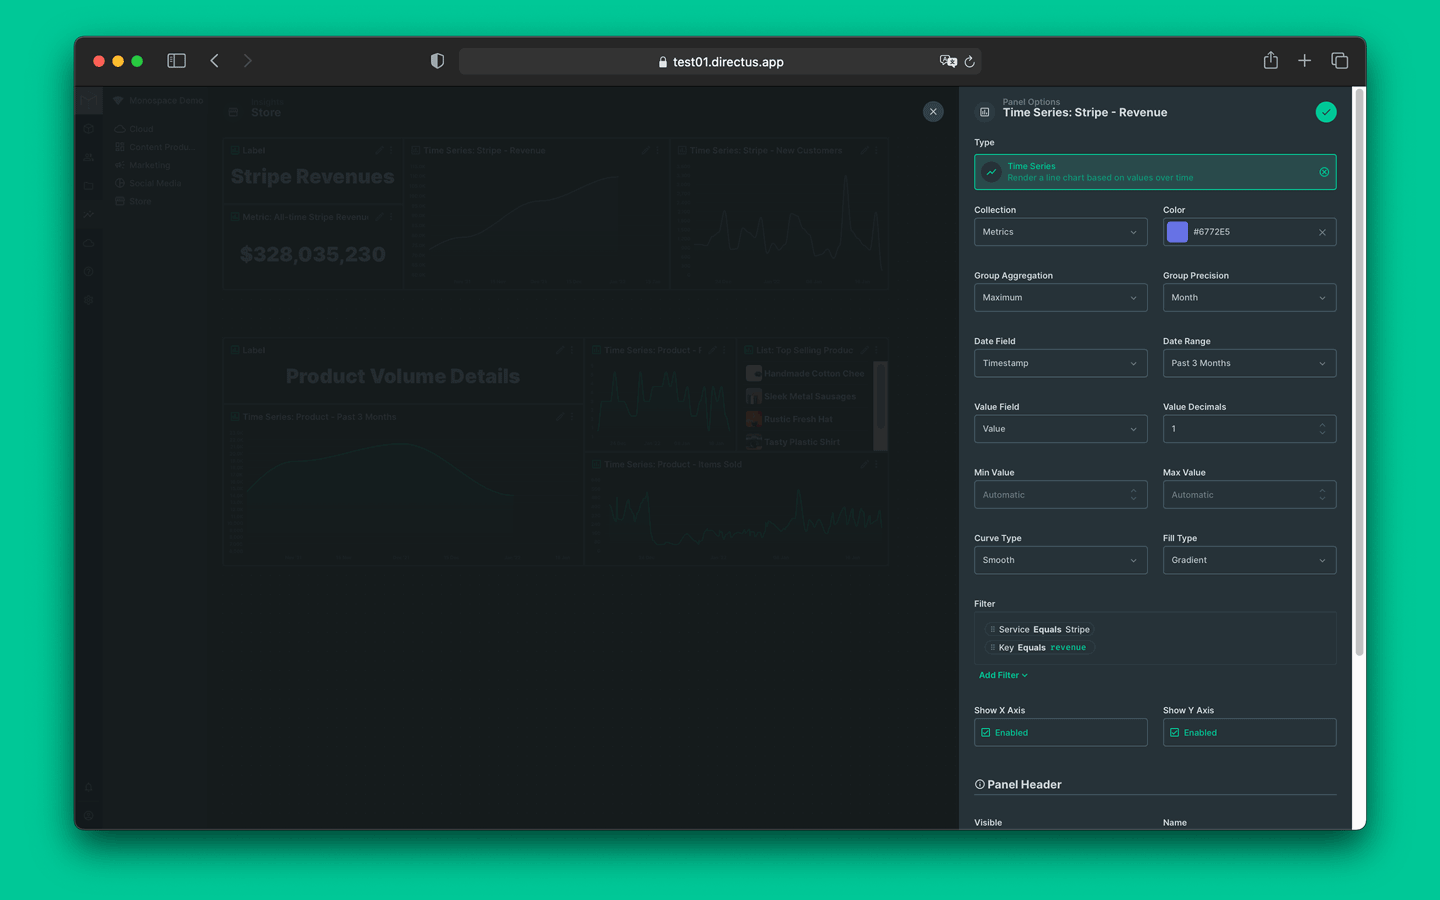 test01.directus.app
Monospace Demo
Cloud
Content Produ...
Marketing
Social Media
Store
Insights
Store
Label
Stripe Revenues
Metric: All-time Stripe Revenue
$328,035,230
Time Series: Stripe - Revenue
Time Series: Stripe - New Customers
Label
Product Volume Details
Time Series: Product - Past 3 Months
Time Series: Product -
List: Top Selling Produc
Handmade Cotton Chee
Sleek Metal Sausages
Rustic Fresh Hat
Tasty Plastic Shirt
Time Series: Product - Items Sold
Panel Options
Time Series: Stripe - Revenue
Type
Time Series
Render a line chart based on values over time
Collection
Color
Metrics
#6772E5
Group Aggregation
Group Precision
Maximum
Month
Date Field
Date Range
Timestamp
Past 3 Months
Value Field
Value Decimals
Value
1
Min Value
Max Value
Automatic
Automatic
Curve Type
Fill Type
Smooth
Gradient
Filter
Service Equals Stripe
Key Equals revenue
Add Filter
Show X Axis
Show Y Axis
Enabled
Enabled
Panel Header
Visible
Name